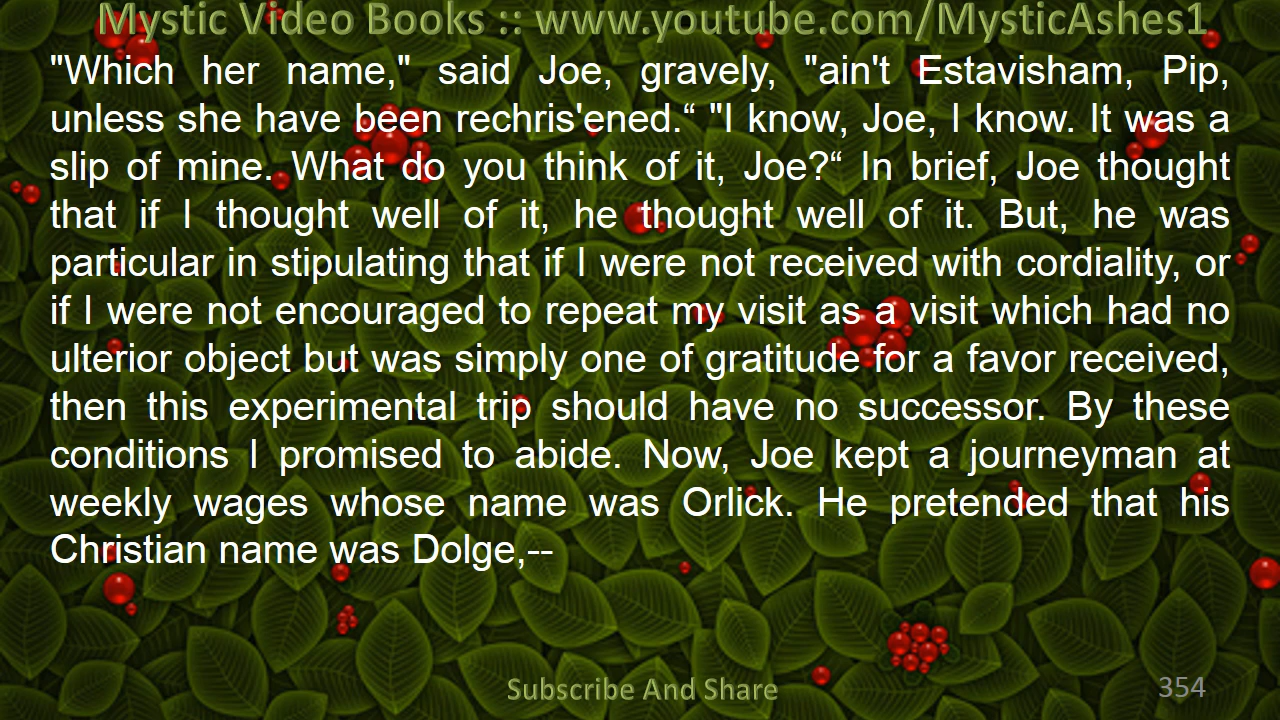 Mystic Video Books :: www.youtube.com/MysticAshes1
"Which her name," said Joe, gravely, "ain't Estavisham, Pip,
unless she have been rechris'ened.“ "I know, Joe, I know. It was a
slip of mine. What do you think of it, Joe?“ In brief, Joe thought
that if I thought well of it, he thought well of it. But, he was
particular in stipulating that if I were not received with cordiality, or
if I were not encouraged to repeat my visit as a visit which had no
ulterior object but was simply one of gratitude for a favor received,
then this experimental trip should have no successor. By these
conditions I promised to abide. Now, Joe kept a journeyman at
weekly wages whose name was Orlick. He pretended that his
Christian name was Dolge,--
Subscribe And Share
354